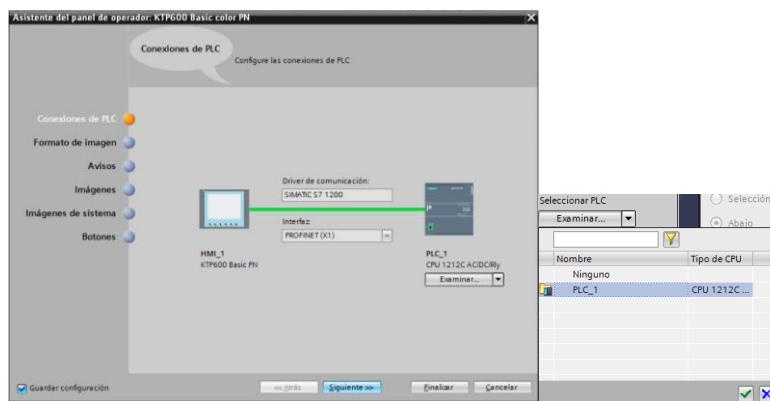 Asistente del panel de operador: KTP600 Basic color PN
Conexiones de PLC
Configure las conexiones de PLC
Conexiones de PLC
Formato de imagen
Avisos
Imágenes
Imágenes de sistema
Botones
Driver de comunicación:
SIMATIC S7 1200
Interfaz:
PROFINET (X1)
HMI_1
KTP600 Basic PN
PLC_1
CPU 1212C AC/DC/Rly
Examinar...
Guardar configuración
<< Atrás
Siguiente >>
Finalizar
Cancelar
Seleccionar PLC
Examinar...
Selección
Abajo
Nombre
Tipo de CPU
Ninguno
PLC_1
CPU 1212C ...